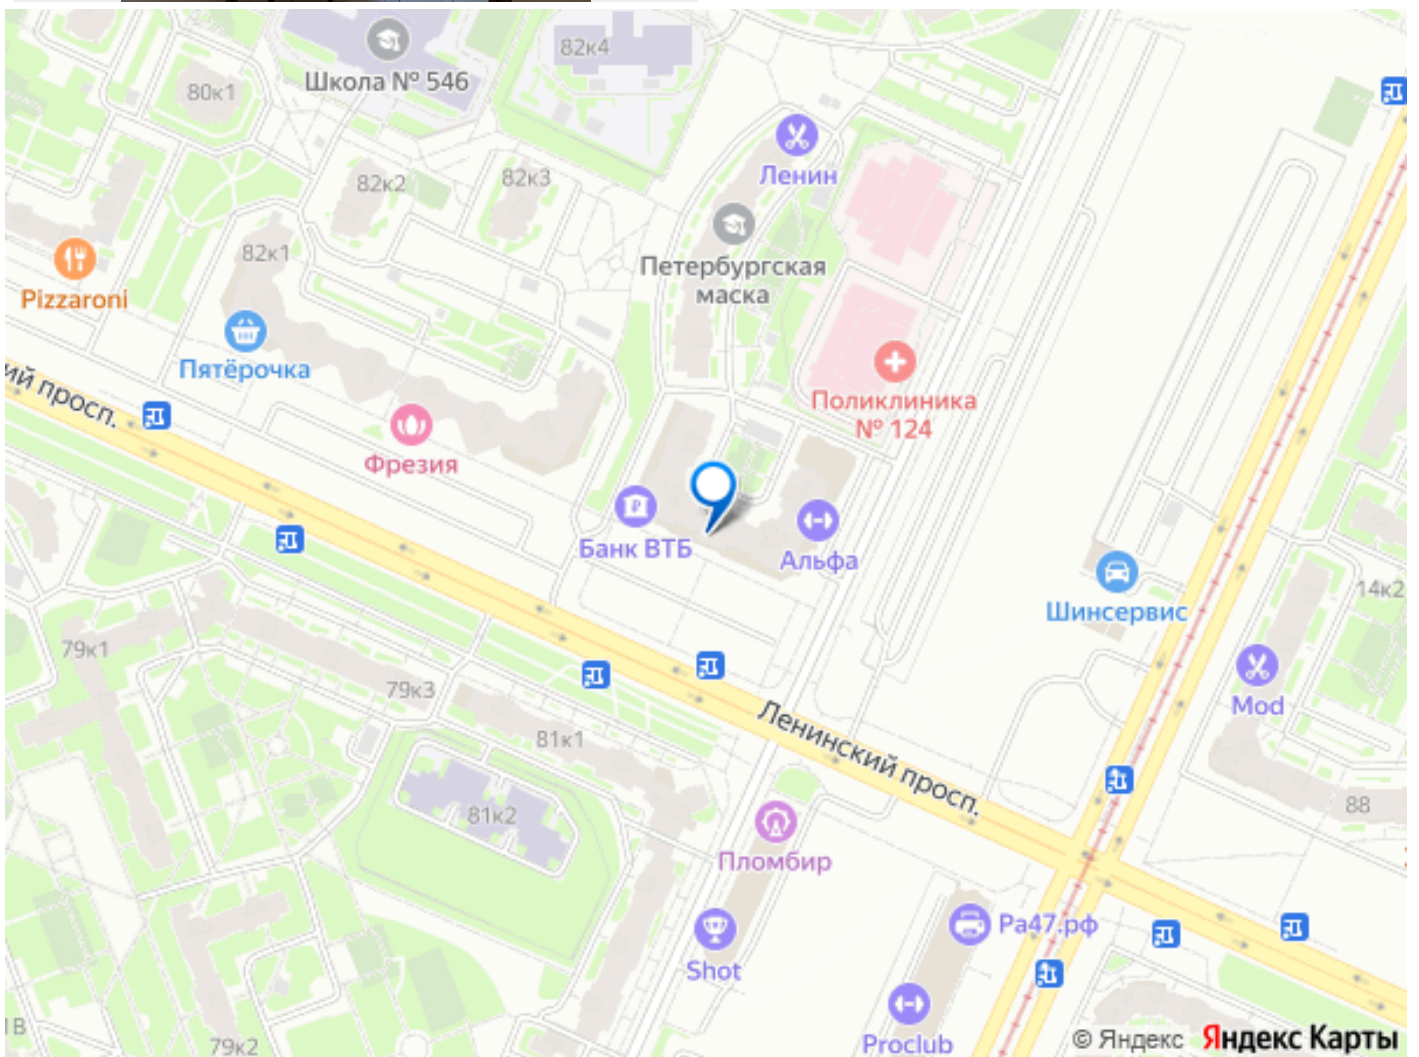 82к4
Школа № 546
80к1
Ленин
82к2
82к3
Петербургская
маска
82к1
Pizzaroni
Пятёрочка
ий просп.
Поликлиника
№ 124
Фрезия
Банк ВТБ
Альфа
Шинсервис
14к2
79к1
79к3
Mod
81к1
Ленинский просп.
81к2
88
Пломбир
Ра47.рф
Shot
1В
79к2
Proclub
© Яндекс Яндекс Карты